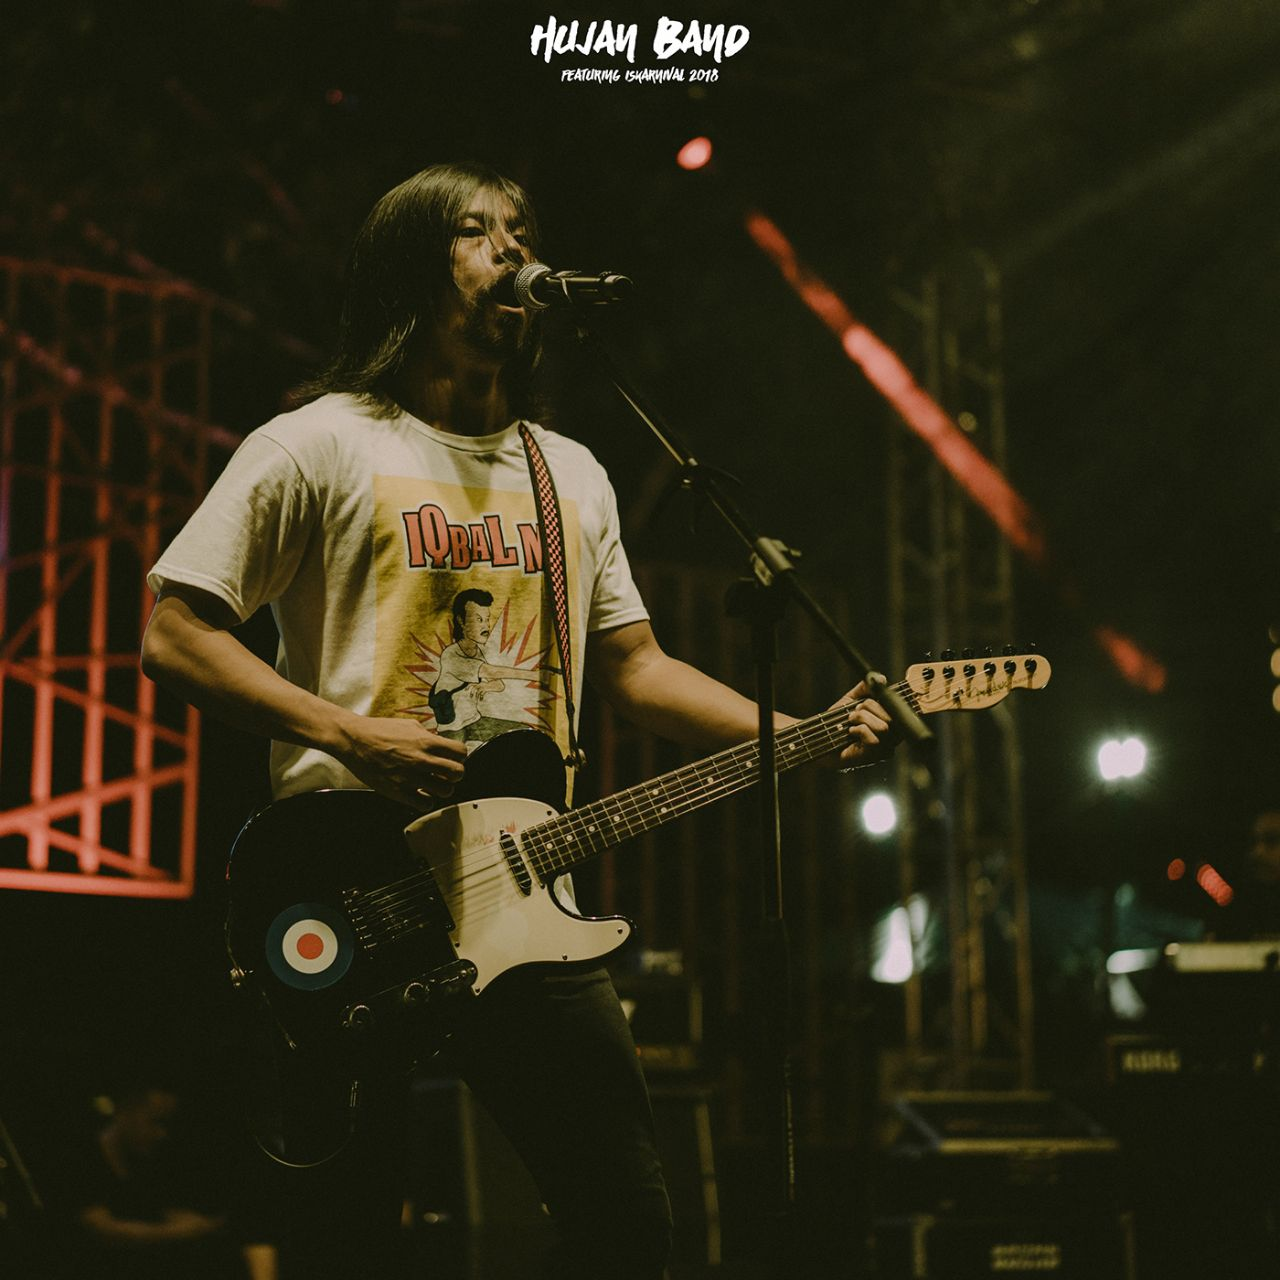 Hujan Band
FEATURING ISKARNIVAL 2018
IQBAL M
KORG